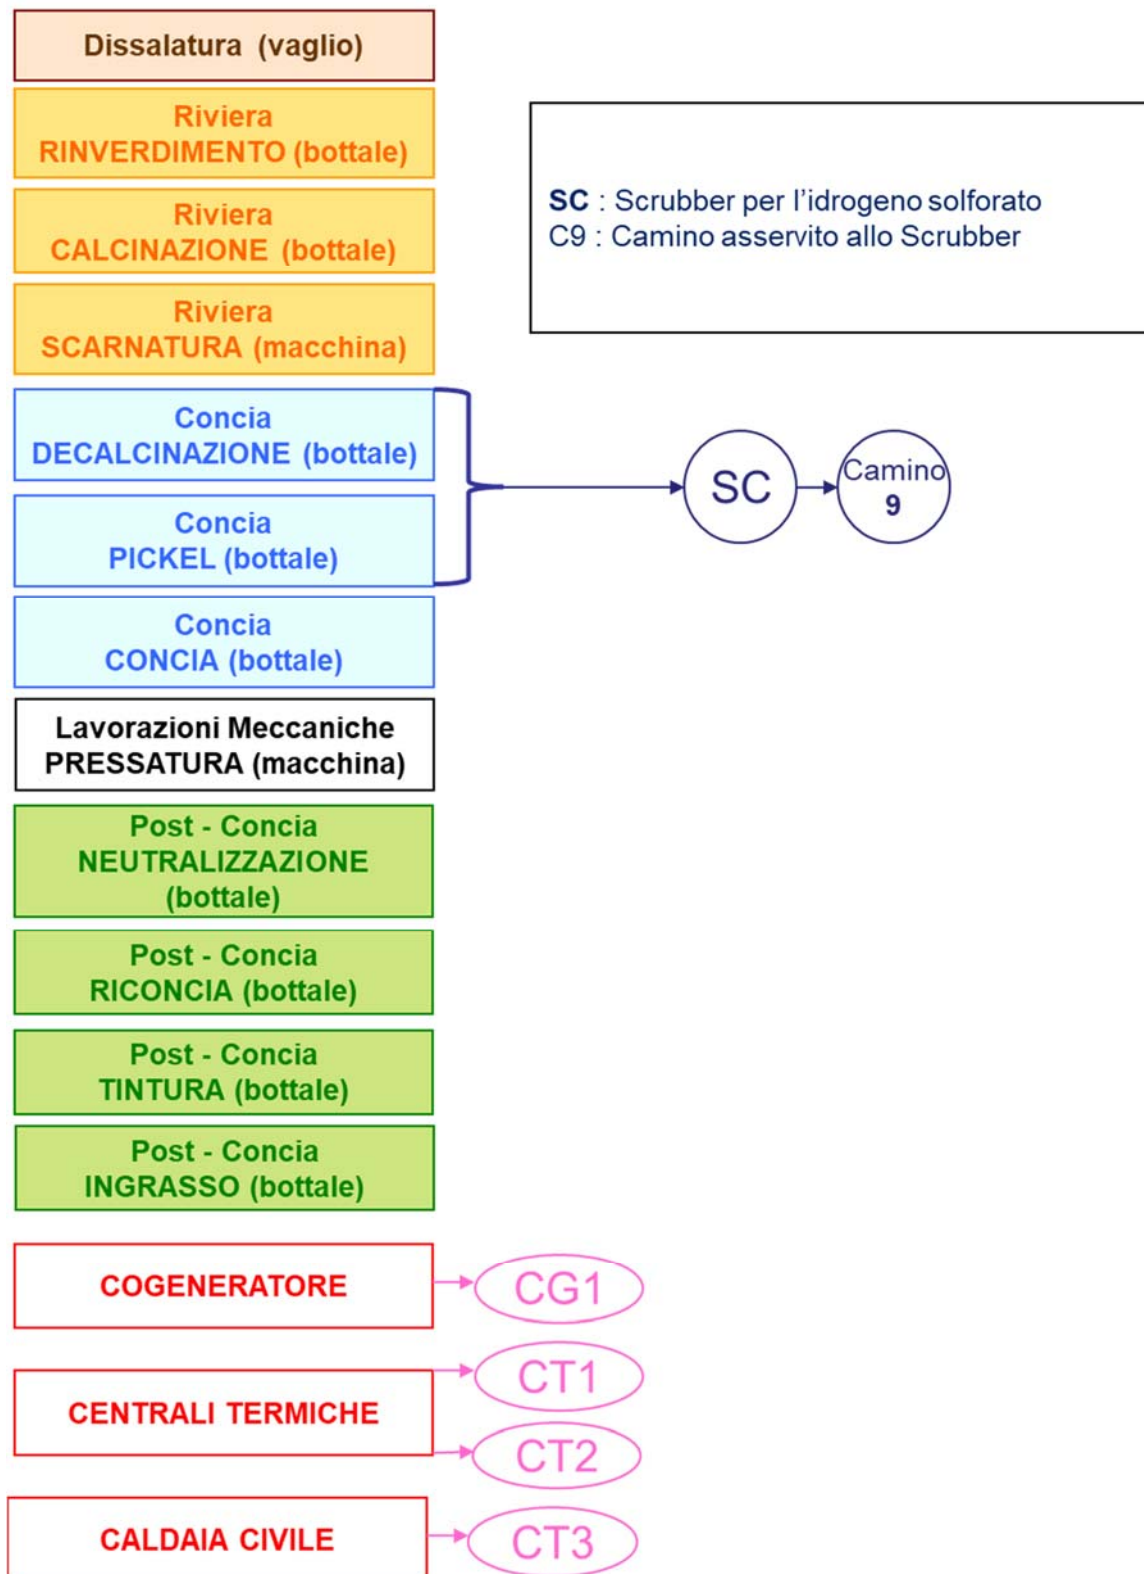 Dissalatura (vaglio)
Riviera
RINVERDIMENTO (bottale)
Riviera
CALCINAZIONE (bottale)
Riviera
SCARNATURA (macchina)
SC : Scrubber per l'idrogeno solforato
C9 : Camino asservito allo Scrubber
Concia
DECALCINAZIONE (bottale)
Concia
PICKEL (bottale)
SC
Camino
9
Concia
CONCIA (bottale)
Lavorazioni Meccaniche
PRESSATURA (macchina)
Post - Concia
NEUTRALIZZAZIONE
(bottale)
Post - Concia
RICONCIA (bottale)
Post - Concia
TINTURA (bottale)
Post - Concia
INGRASSO (bottale)
COGENERATORE
CG1
CENTRALI TERMICHE
CT1
CT2
CALDAIA CIVILE
CT3